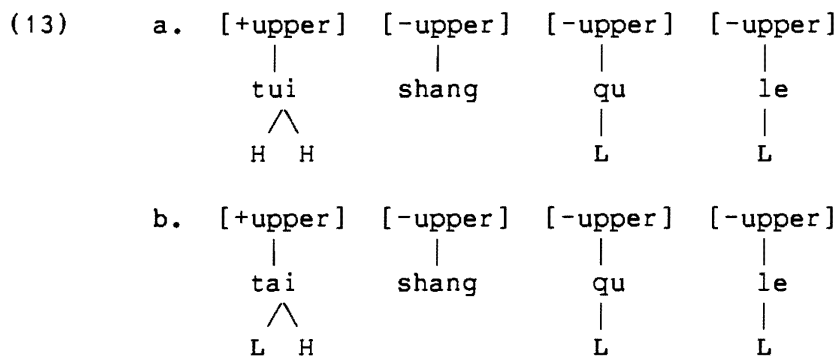 (13) a. [+upper] [-upper] [-upper] [-upper]
tui shang qu le
H H L L
b. [+upper] [-upper] [-upper] [-upper]
tai shang qu le
L H L L